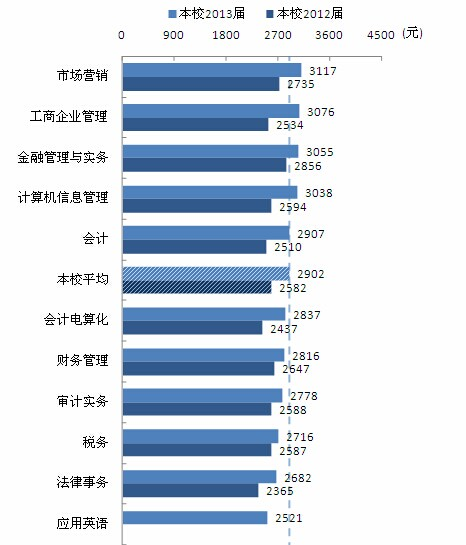 本校2013届 本校2012届
0 900 1800 2700 3600 4500 (元)
市场营销 3117
2735
工商企业管理 3076
2534
金融管理与实务 3055
2856
计算机信息管理 3038
2594
会计 2907
2510
本校平均 2902
2582
会计电算化 2837
2437
财务管理 2816
2647
审计实务 2778
2588
税务 2716
2587
法律事务 2682
2365
应用英语 2521